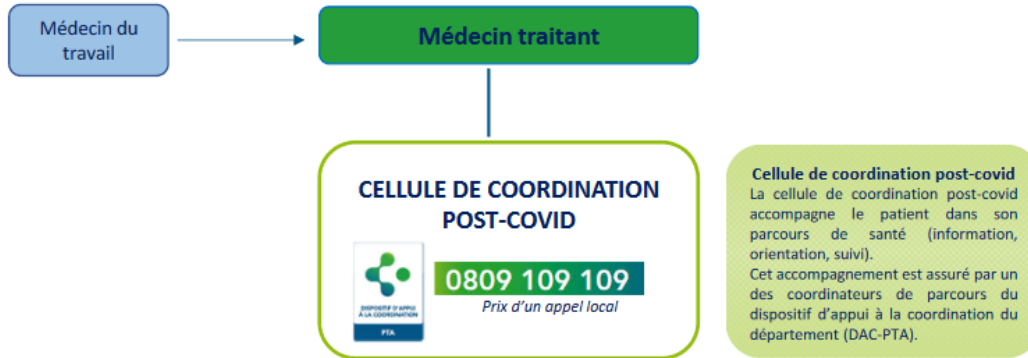 Médecin du
travail
Médecin traitant
CELLULE DE COORDINATION
POST-COVID
DISPOSITIF D'APPUI
À LA COORDINATION
PTA
0809 109 109
Prix d'un appel local
Cellule de coordination post-covid
La cellule de coordination post-covid
accompagne le patient dans son
parcours de santé (information,
orientation, suivi).
Cet accompagnement est assuré par un
des coordinateurs de parcours du
dispositif d'appui à la coordination du
département (DAC-PTA).